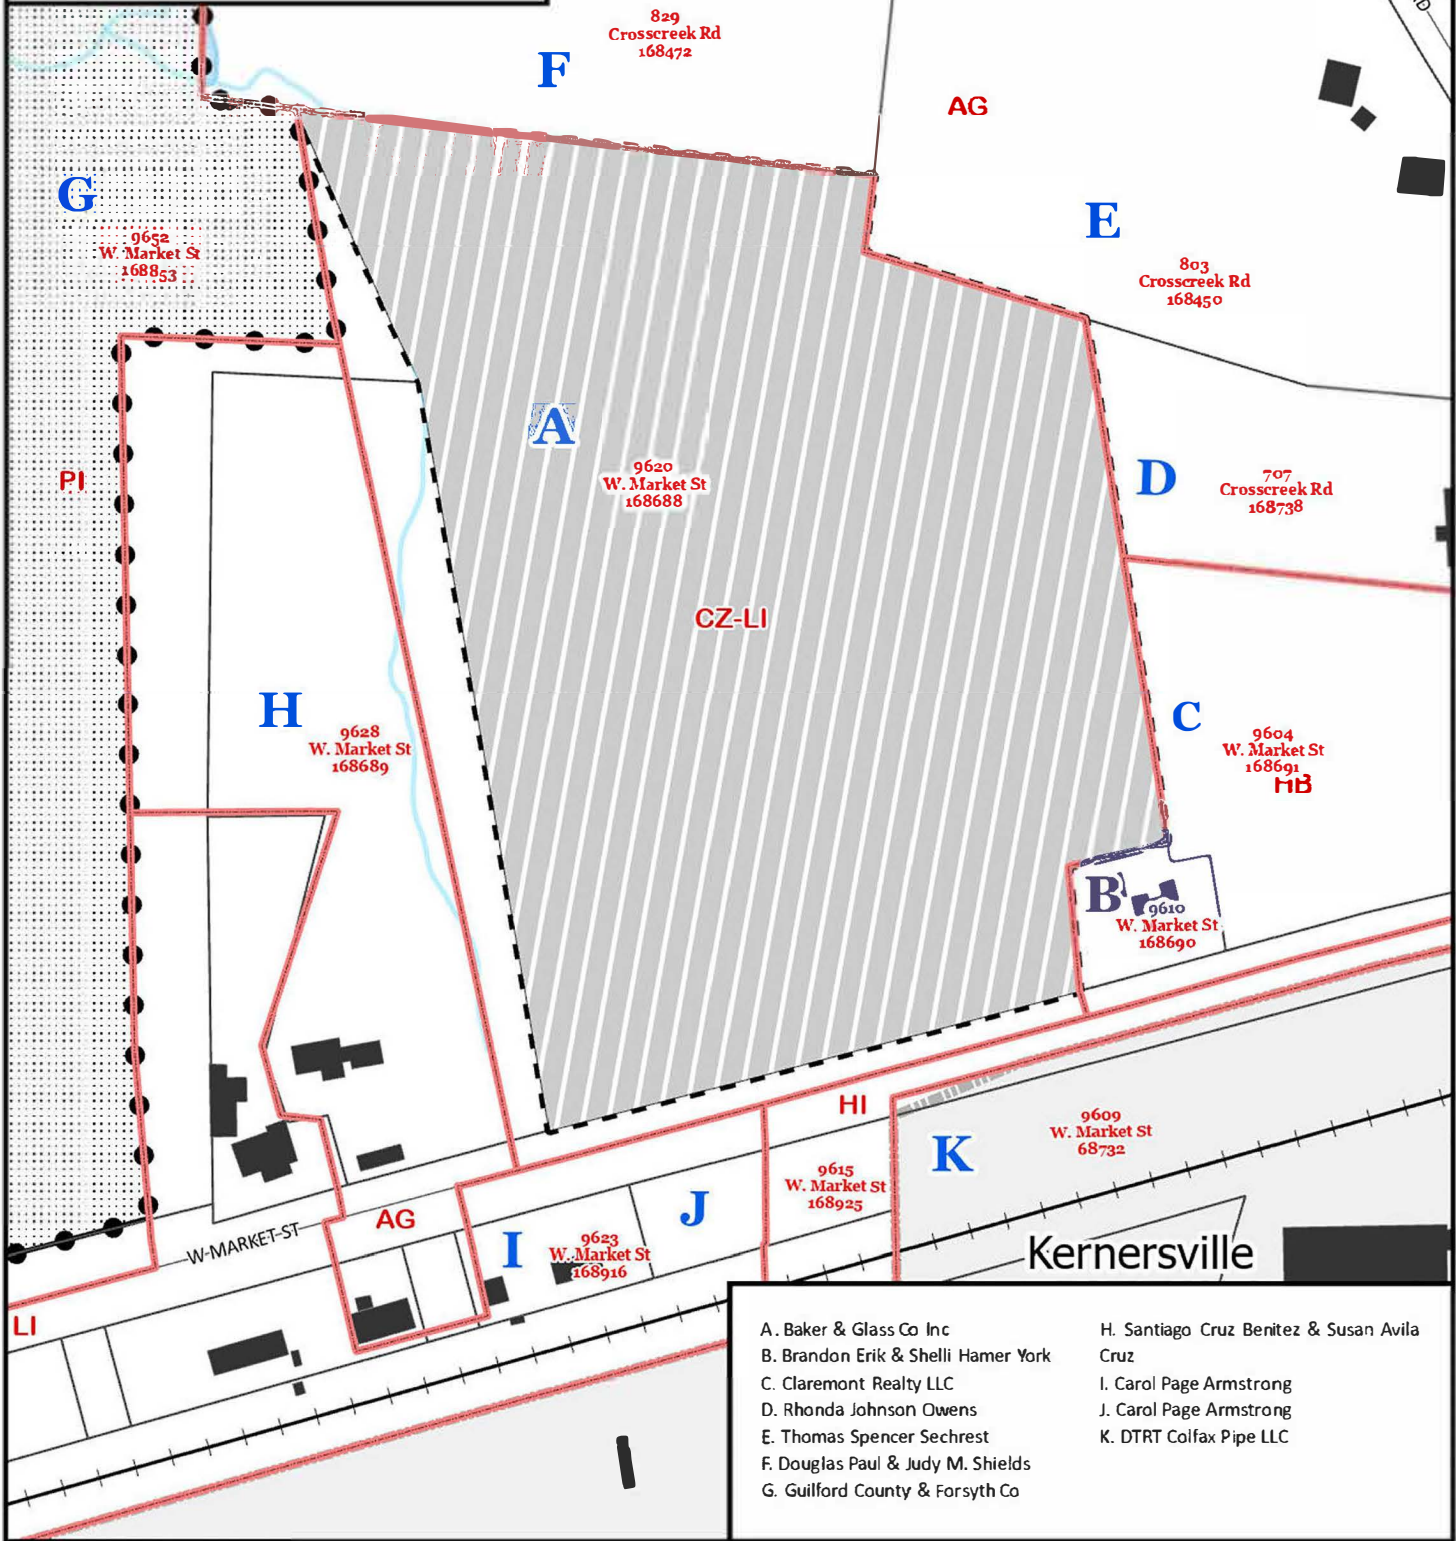 829
Crosscreek Rd
168472
F
AG
G
9652
W. Market St
168853
E
803
Crosscreek Rd
168450
A
9620
W. Market St
168688
PI
D
707
Crosscreek Rd
168738
CZ-LI
H
9628
W. Market St
168689
C
9604
W. Market St
168691
HB
B
9610
W. Market St
168690
HI
K
9609
W. Market St
68732
9615
W. Market St
168925
J
AG
W-MARKET-ST
I
9623
W. Market St
168916
Kernersville
LI
A. Baker & Glass Co Inc
B. Brandon Erik & Shelli Hamer York
C. Claremont Realty LLC
D. Rhonda Johnson Owens
E. Thomas Spencer Sechrest
F. Douglas Paul & Judy M. Shields
G. Guilford County & Forsyth Co
H. Santiago Cruz Benitez & Susan Avila
Cruz
I. Carol Page Armstrong
J. Carol Page Armstrong
K. DTRT Colfax Pipe LLC